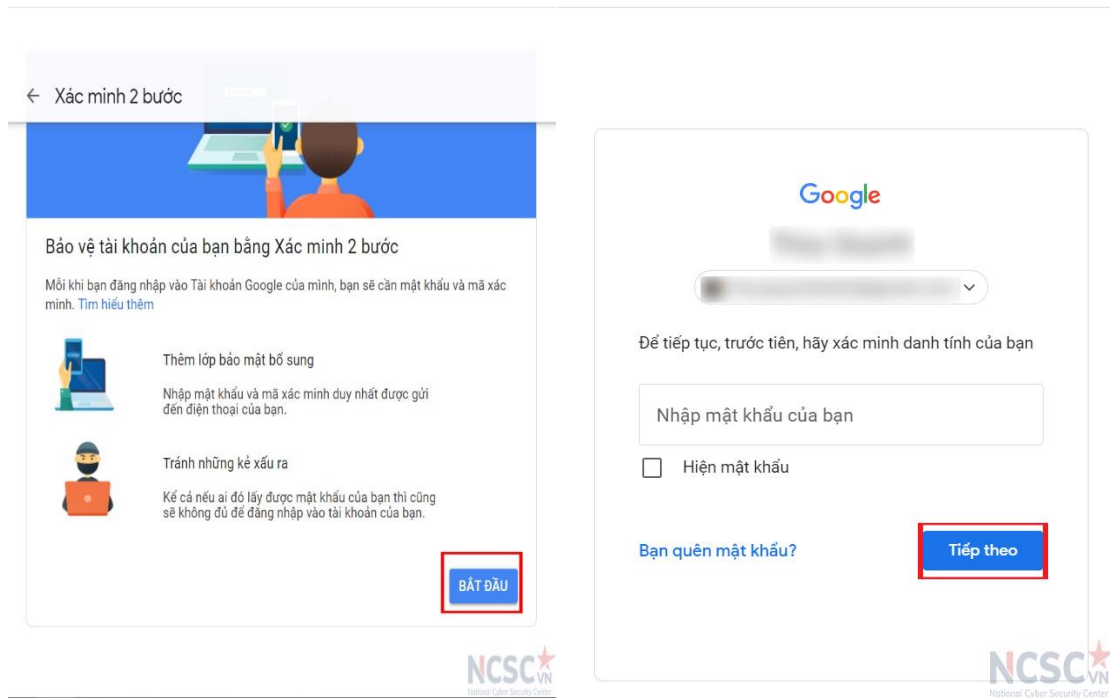 ← Xác minh 2 bước
Bảo vệ tài khoản của bạn bằng Xác minh 2 bước
Mỗi khi bạn đăng nhập vào Tài khoản Google của mình, bạn sẽ cần mật khẩu và mã xác
minh. Tìm hiểu thêm
Thêm lớp bảo mật bổ sung
Nhập mật khẩu và mã xác minh duy nhất được gửi
đến điện thoại của bạn.
Tránh những kẻ xấu ra
Kể cả nếu ai đó lấy được mật khẩu của bạn thì cũng
sẽ không đủ để đăng nhập vào tài khoản của bạn.
BẮT ĐẦU
NCSC VN
National Cyber Security Center
Google
Để tiếp tục, trước tiên, hãy xác minh danh tính của bạn
Nhập mật khẩu của bạn
Hiện mật khẩu
Bạn quên mật khẩu?
Tiếp theo
NCSC VN
National Cyber Security Center